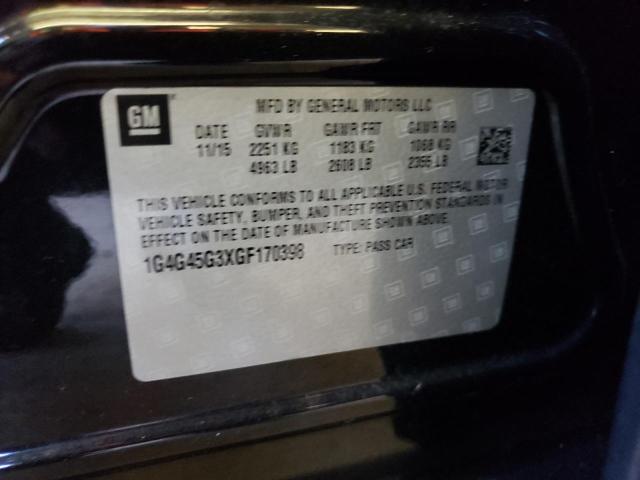 GM
MFD BY GENERAL MOTORS LLC
DATE GVWR GAWR FRT GAWR RR
11/15 2251 KG 1183 KG 1068 KG
4963 LB 2608 LB 2355 LB
THIS VEHICLE CONFORMS TO ALL APPLICABLE U.S. FEDERAL MOTOR
VEHICLE SAFETY, BUMPER, AND THEFT PREVENTION STANDARDS IN
EFFECT ON THE DATE OF MANUFACTURE SHOWN ABOVE.
1G4G45G3XGF170398 TYPE: PASS CAR